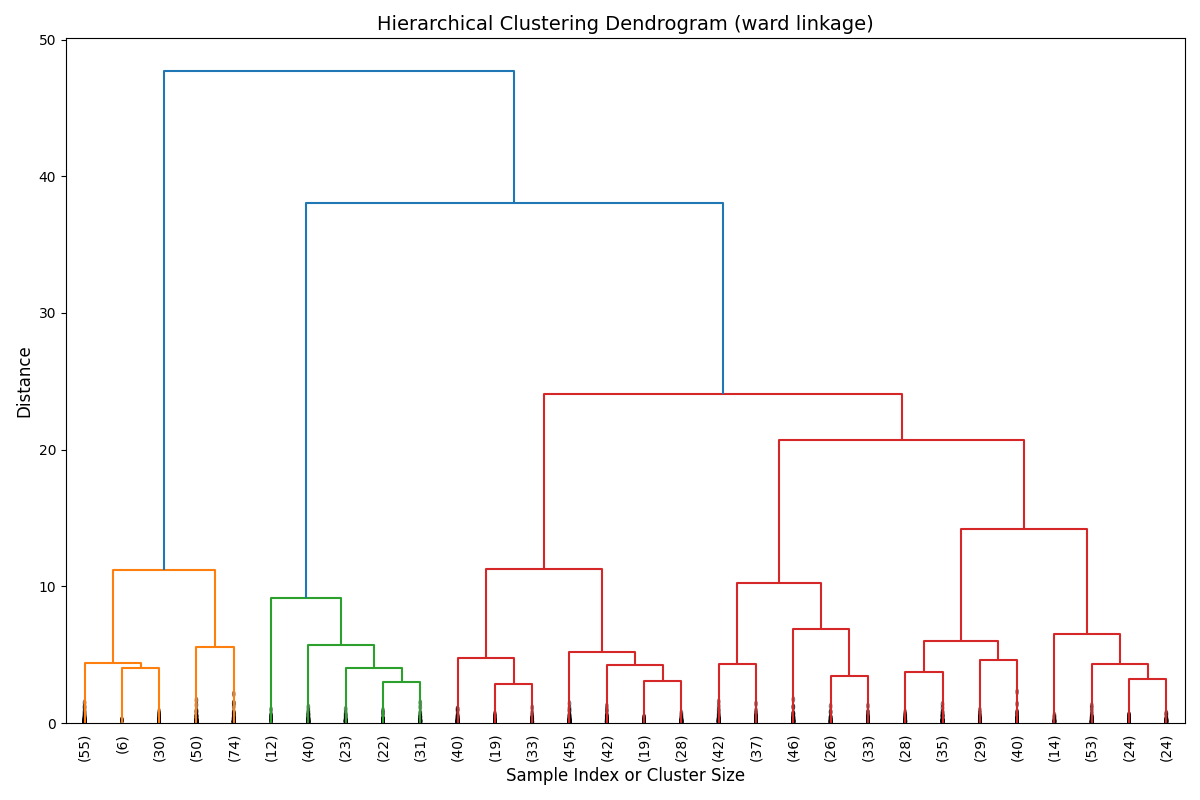 Hierarchical Clustering Dendrogram (ward linkage)
50
40
30
20
10
0
Distance
(55) (6) (30) (50) (74) (12) (40) (23) (22) (31) (40) (19) (33) (45) (42) (19) (28) (42) (37) (46) (26) (33) (28) (35) (29) (40) (14) (53) (24) (24)
Sample Index or Cluster Size